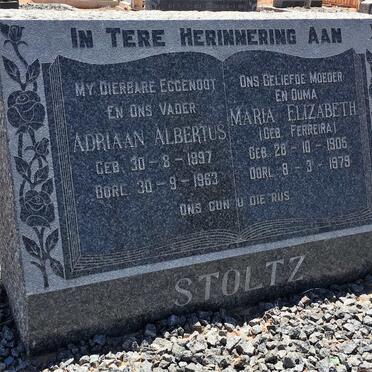 In Tere Herinnering Aan
My Dierbare Eggenoot
En Ons Vader
Adriaan Albertus
Geb. 30-8-1897
Oorl. 30-9-1963
Ons Geliefde Moeder
En Ouma
Maria Elizabeth
(Geb. Ferreira)
Geb. 28-10-1905
Oorl. 8-3-1979
Ons Gun U Die Rus
STOLTZ